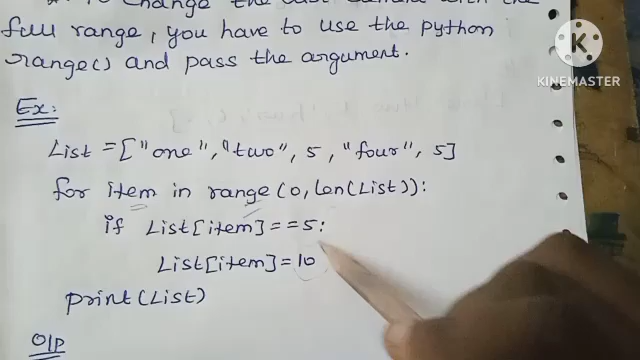 full range, you have to use the python
range() and pass the argument.
KINEMASTER
Ex:
List = ["one", "two", 5, "four", 5]
for item in range (0, len(List)):
if List[item]==5:
List[item]=10
print (List)
O/P